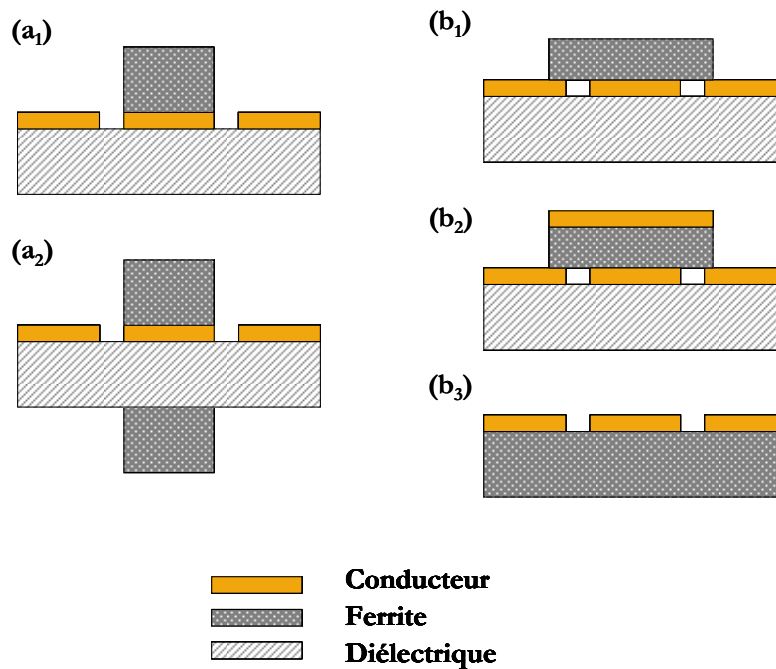 (a₁)
(b₁)
(a₂)
(b₂)
(b₃)
Conducteur
Ferrite
Diélectrique